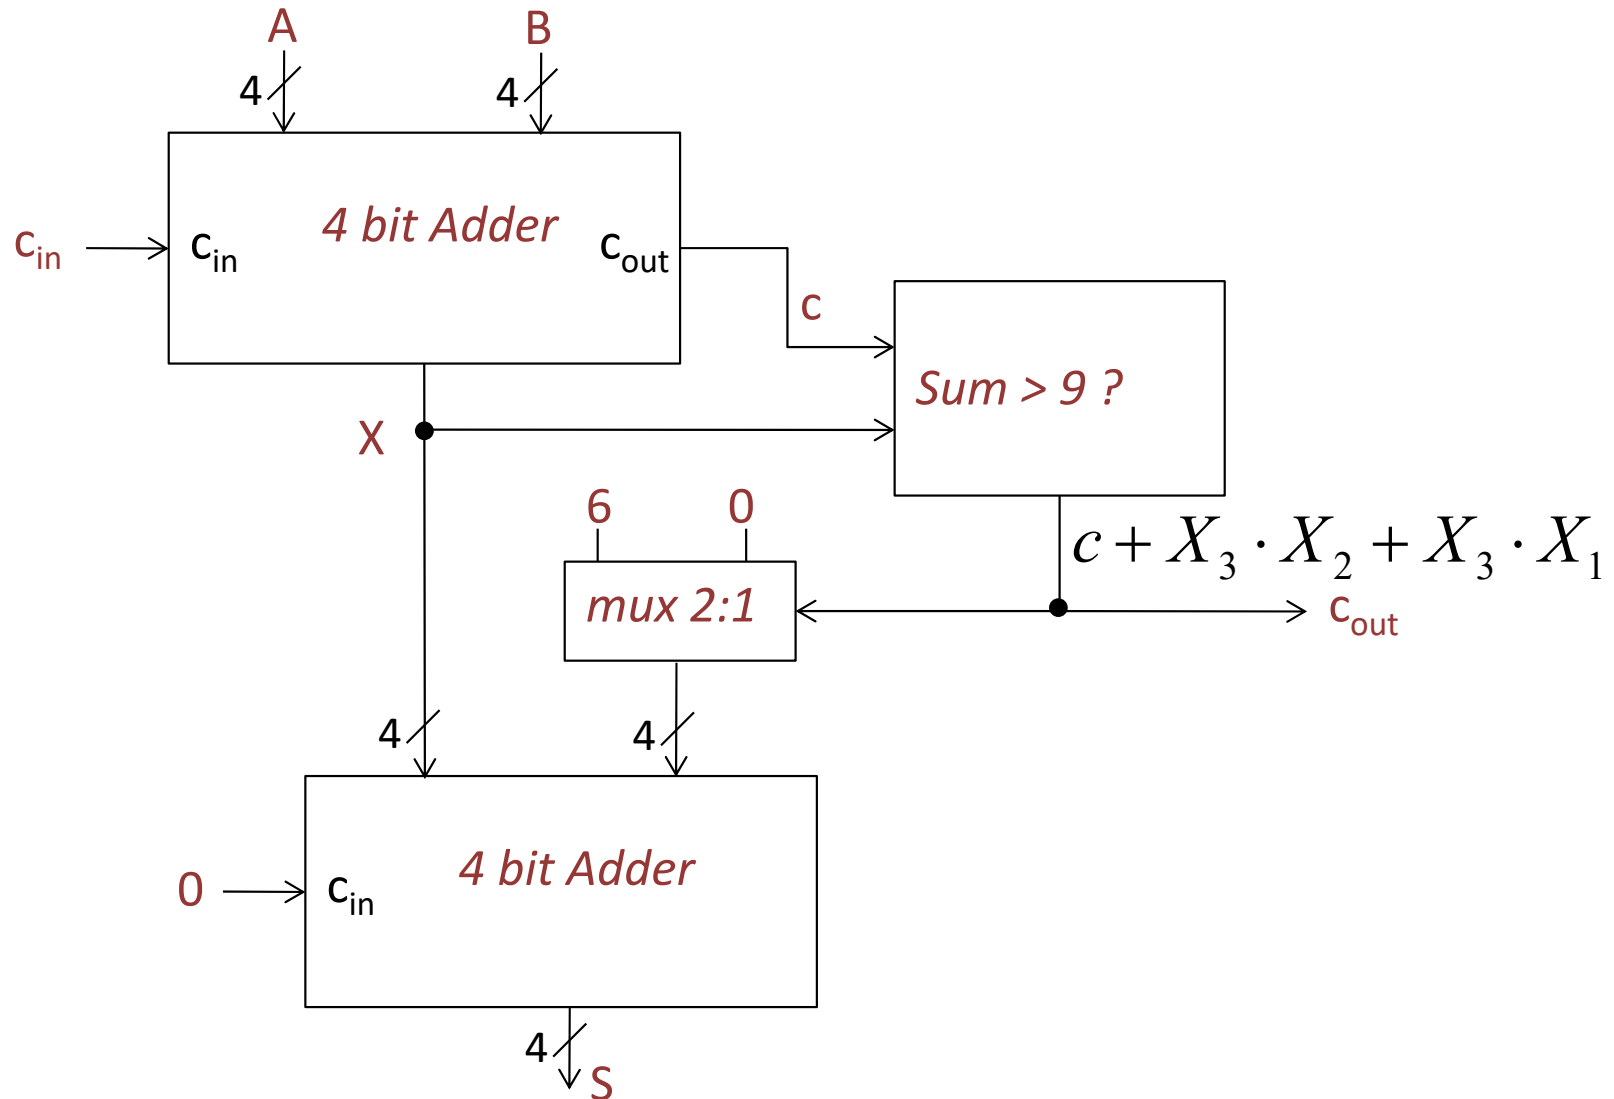 A B
4 4
4 bit Adder
c_in c_in c_out
c
Sum > 9 ?
X
6 0
c + X_3 · X_2 + X_3 · X_1
mux 2:1
c_out
4 4
4 bit Adder
0 c_in
4
S